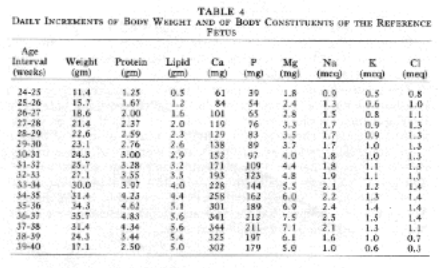 TABLE 4
DAILY INCREMENTS OF BODY WEIGHT AND OF BODY CONSTITUENTS OF THE REFERENCE
FETUS
Age
Interval Weight Protein Lipid Ca P Mg Na K Cl
(weeks) (gm) (gm) (gm) (mg) (mg) (mg) (meq) (meq) (meq)
24-25 11.4 1.25 0.5 61 39 1.8 0.9 0.5 0.8
25-26 15.7 1.67 1.2 84 54 2.4 1.3 0.6 1.0
26-27 18.6 2.00 1.6 101 65 2.8 1.5 0.8 1.1
27-28 21.4 2.37 2.0 119 76 3.3 1.7 0.9 1.3
28-29 22.6 2.59 2.3 129 83 3.5 1.7 0.9 1.3
29-30 23.1 2.76 2.6 138 89 3.7 1.7 1.0 1.3
30-31 24.3 3.00 2.9 152 97 4.0 1.8 1.0 1.3
31-32 25.7 3.28 3.2 171 109 4.4 1.8 1.1 1.3
32-33 27.1 3.55 3.5 193 123 4.8 1.9 1.1 1.3
33-34 30.0 3.97 4.0 228 144 5.5 2.1 1.2 1.4
34-35 31.4 4.23 4.4 258 162 6.0 2.2 1.3 1.4
35-36 34.3 4.62 5.1 301 189 6.9 2.4 1.4 1.4
36-37 35.7 4.83 5.6 341 212 7.5 2.5 1.5 1.4
37-38 31.4 4.34 5.6 344 211 7.1 2.1 1.3 1.1
38-39 24.3 3.44 5.4 325 197 6.1 1.6 1.0 0.7
39-40 17.1 2.50 5.0 302 179 5.0 1.0 0.6 0.3